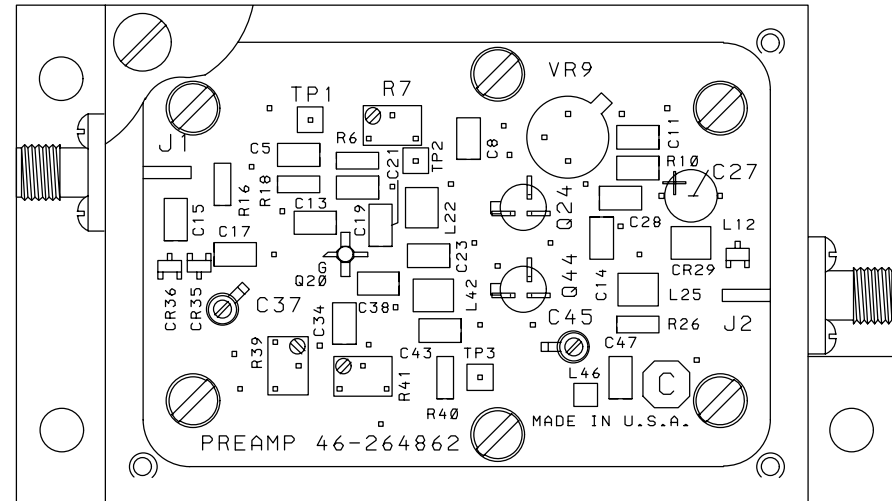 VR9
R7
TP1
J1
C5
R6
C21
TP2
C8
C11
R10
C27
R18
R16
C15
C13
C19
L22
Q24
C28
L12
C17
G
Q20
C23
C14
CR29
CR36
CR35
C37
C34
C38
L42
Q44
L25
C45
J2
R39
C43
TP3
R26
C47
L46
R41
R40
C
MADE IN U.S.A.
PREAMP 46-264862